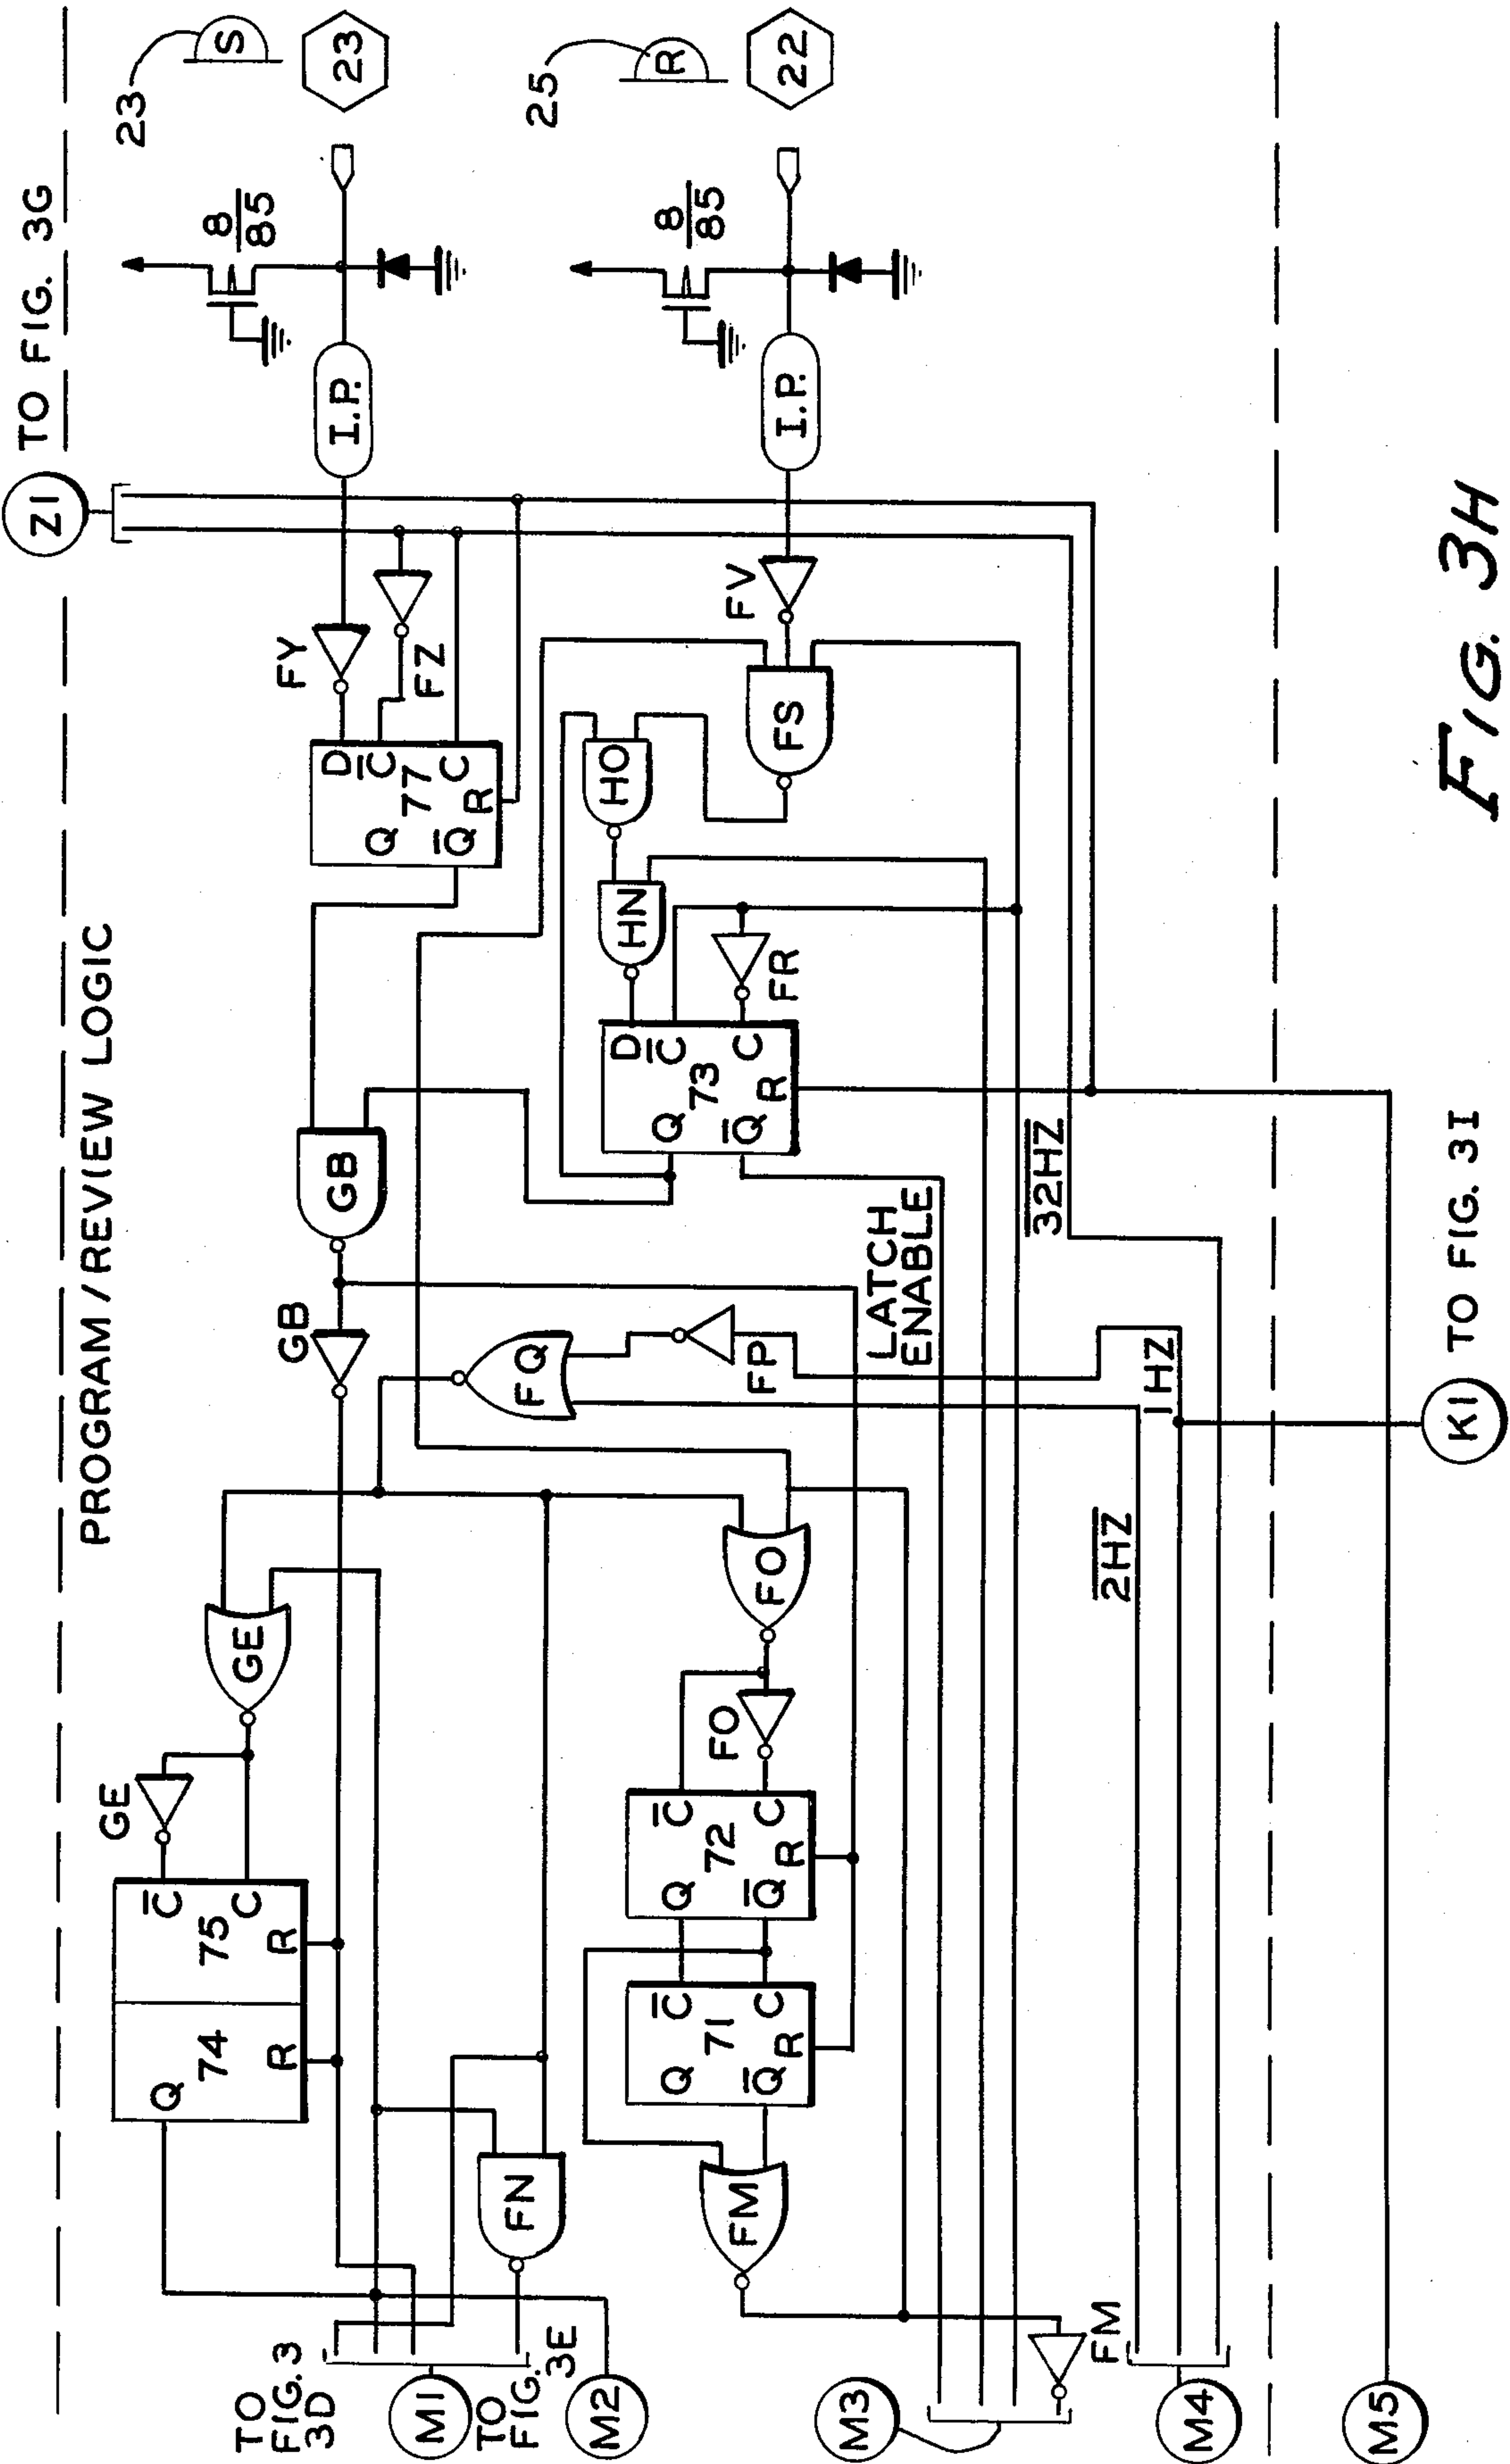 Z1 TO FIG. 3G
PROGRAM/REVIEW LOGIC
23
S
23
8
85
I.P.
FY
FZ
D
C̅
C
77
Q
Q̅
R
GB
GB
GE
GE
C̅
C
75
R
74
Q
R
25
R
22
8
85
I.P.
FV
FS
HO
HN
FR
D
C̅
C
73
Q
Q̅
R
FQ
FP
FO
FO
C̅
C
72
Q
Q̅
R
C̅
C
71
Q
Q̅
R
FN
FM
FM
LATCH
ENABLE
3̅2̅H̅Z̅
1HZ
2̅H̅Z̅
TO
FIG. 3
3D
M1
TO
FIG.
3E
M2
M3
M4
M5
K1 TO FIG. 3I
FIG. 3H